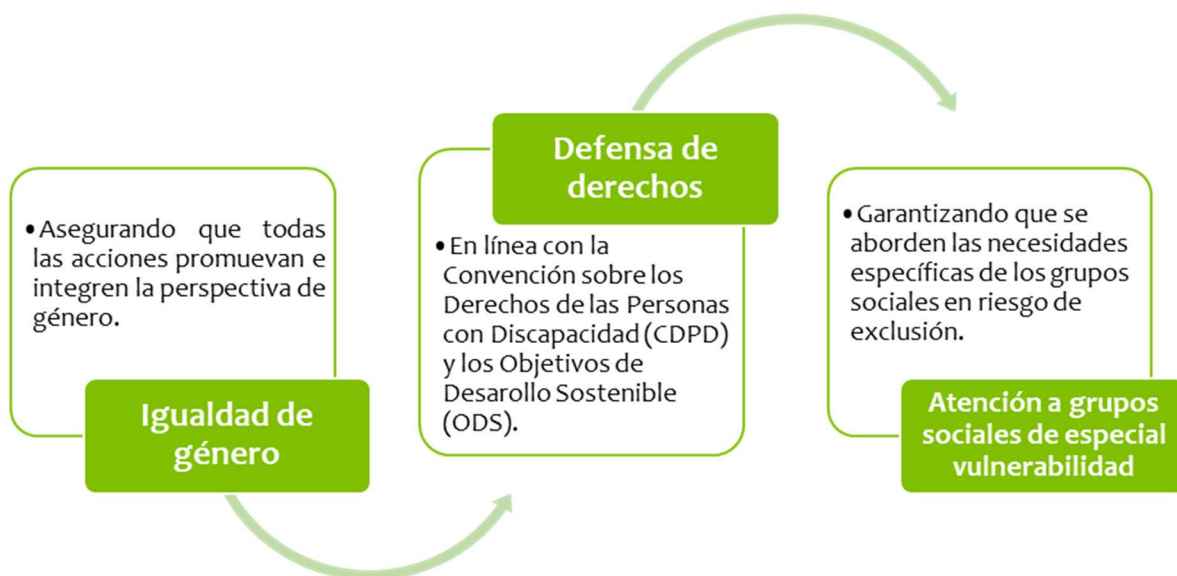 •Asegurando que todas
las acciones promuevan e
integren la perspectiva de
género.
Igualdad de
género
Defensa de
derechos
•En línea con la
Convención sobre los
Derechos de las Personas
con Discapacidad (CDPD)
y los Objetivos de
Desarollo Sostenible
(ODS).
•Garantizando que se
aborden las necesidades
específicas de los grupos
sociales en riesgo de
exclusión.
Atención a grupos
sociales de especial
vulnerabilidad